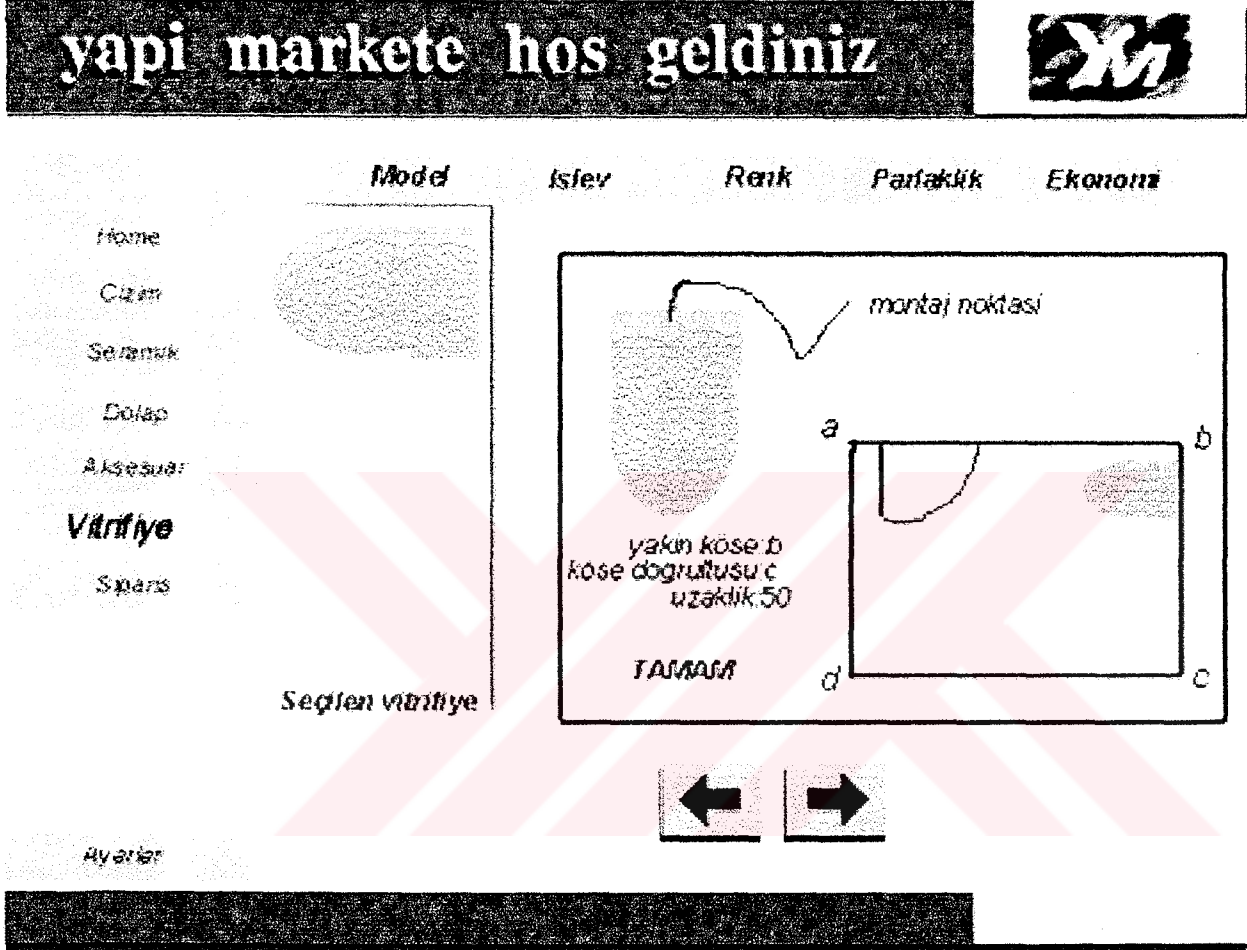 yapi markete hos geldiniz
YM
Model Islev Renk Parlaklik Ekonomi
Home
Cizim
Seramik
Dolap
Aksesuar
Vitrifiye
Siparis
Ayarlar
Seçilen vitrifiye
montaj noktasi
a
b
yakin köse:b
köse dogrultusu:c
uzaklik:50
TAMAM
d
c